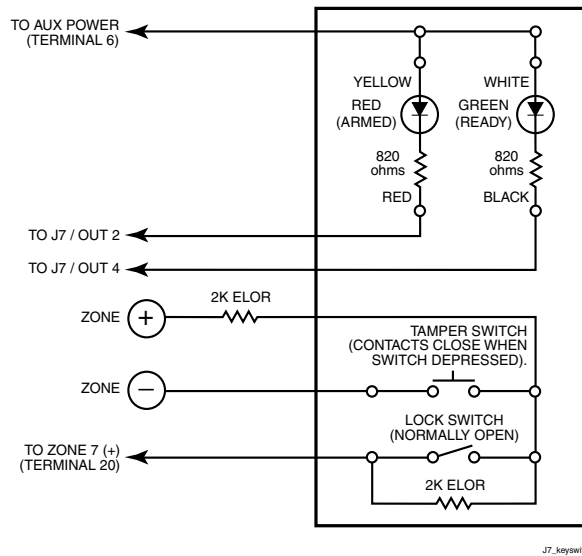 TO AUX POWER
(TERMINAL 6)
YELLOW
WHITE
RED
(ARMED)
GREEN
(READY)
820
ohms
820
ohms
RED
BLACK
TO J7 / OUT 2
TO J7 / OUT 4
2K ELOR
ZONE
+
TAMPER SWITCH
(CONTACTS CLOSE WHEN
SWITCH DEPRESSED).
ZONE
−
LOCK SWITCH
(NORMALLY OPEN)
TO ZONE 7 (+)
(TERMINAL 20)
2K ELOR